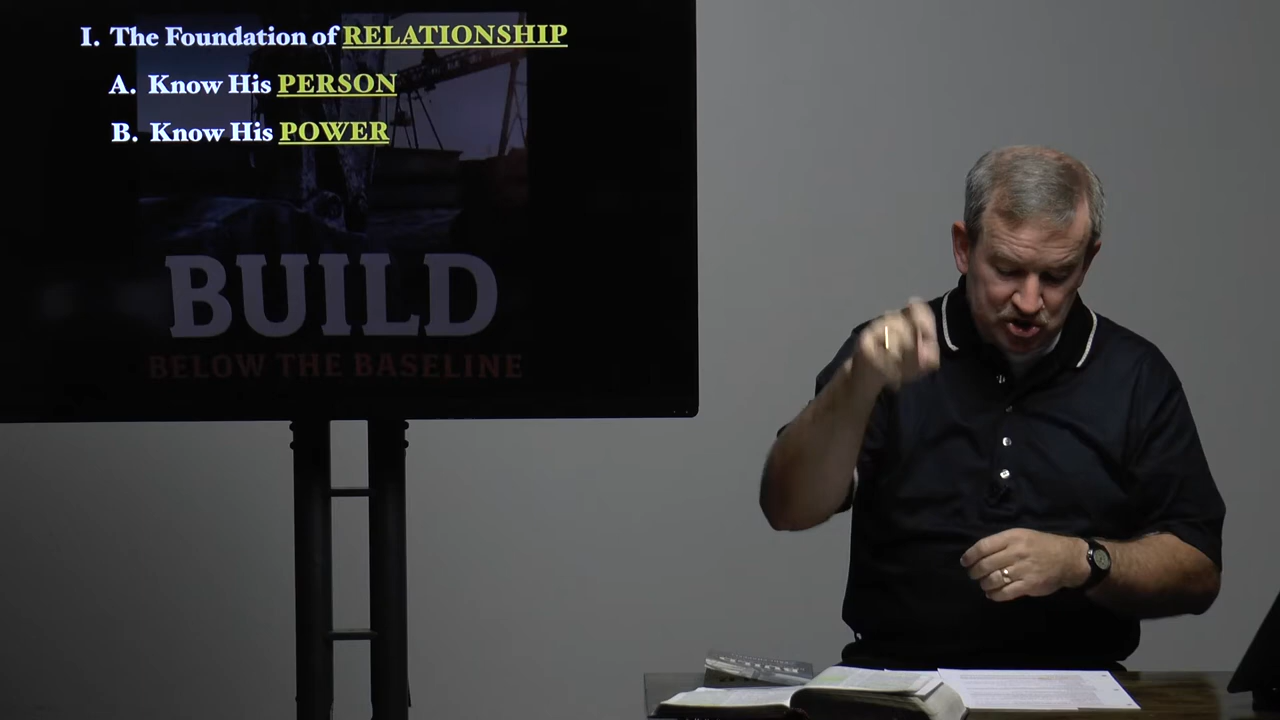 I. The Foundation of RELATIONSHIP
A. Know His PERSON
B. Know His POWER
BUILD
BELOW THE BASELINE